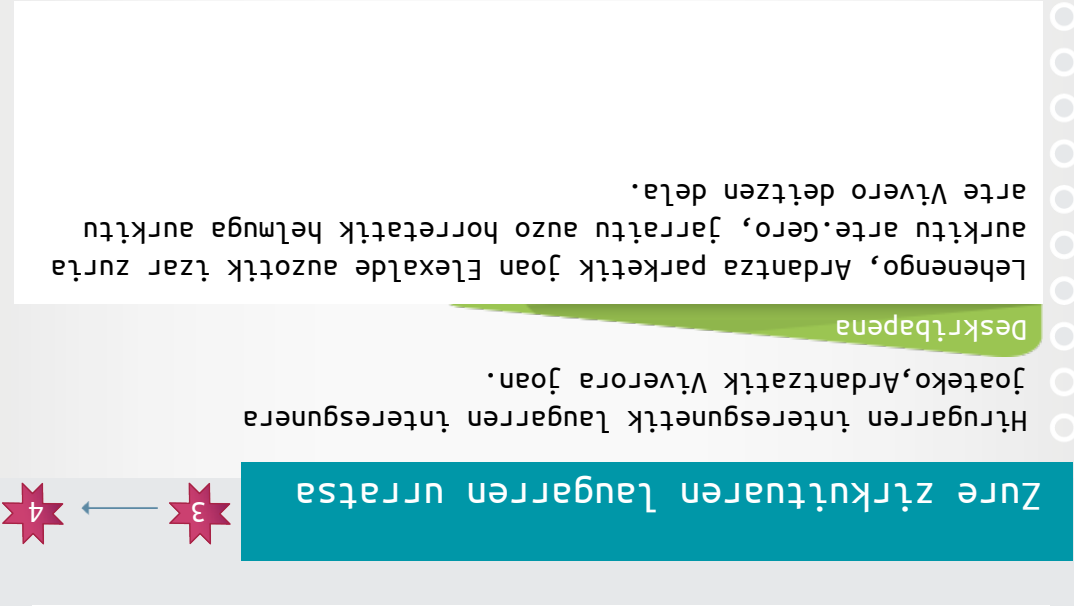 Zure zirkuituaren laugarren urratsa
3
4
Hirugarren interesgunetik laugarren interesgunera
joateko,Ardantzatik Viverora joan.
Deskribapena
Lehenengo, Ardantza parketik joan Elexalde auzotik izar zuria
aurkitu arte.Gero, jarraitu auzo horretatik helmuga aurkitu
arte Vivero deitzen dela.